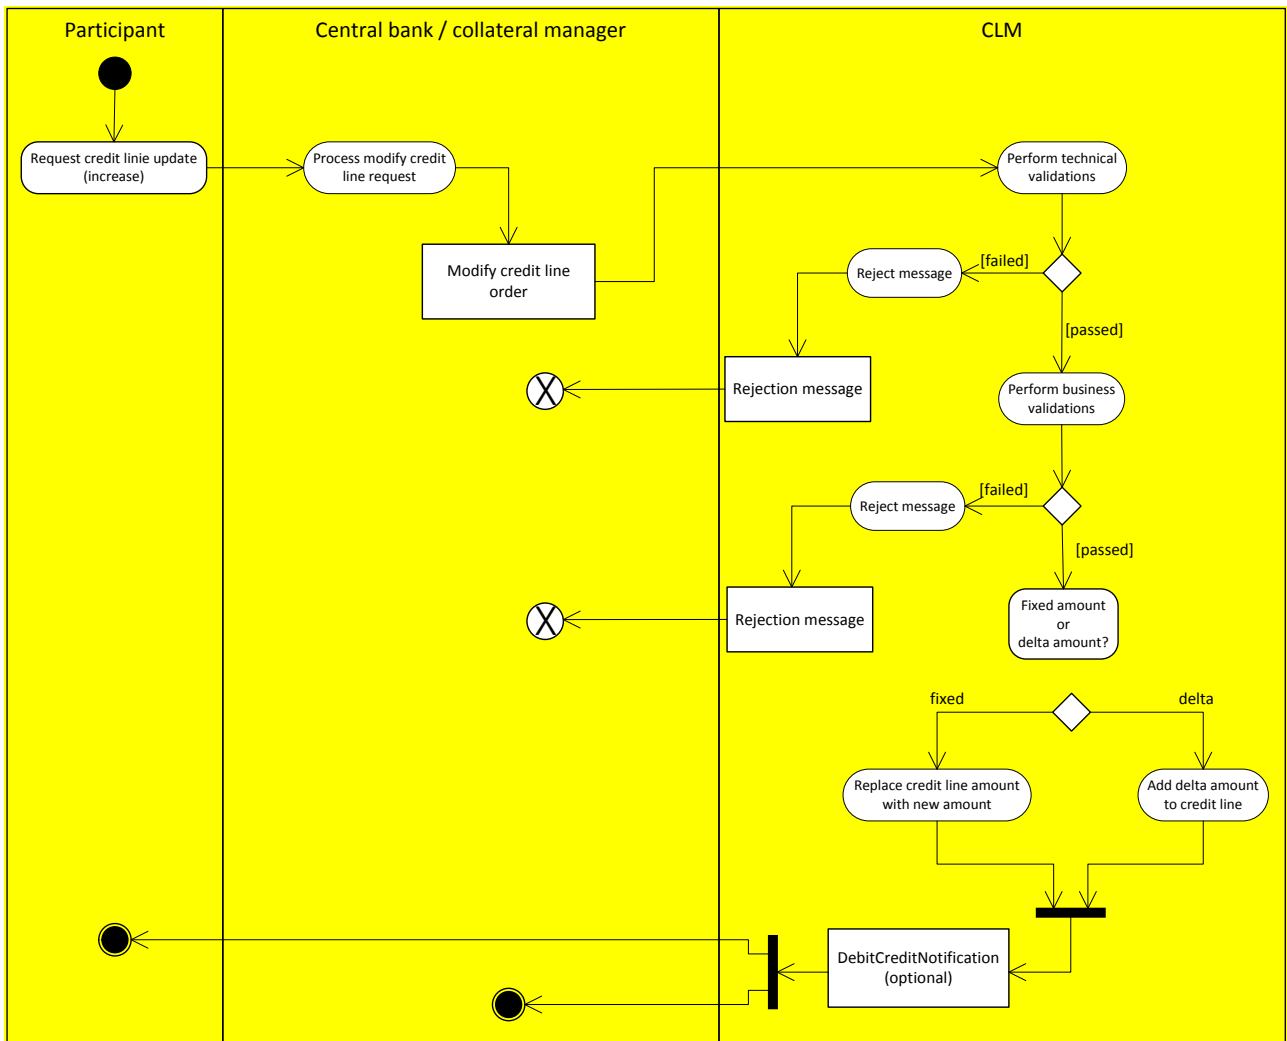 Participant
Central bank / collateral manager
CLM
Request credit linie update
(increase)
Process modify credit
line request
Perform technical
validations
Modify credit line
order
Reject message
[failed]
[passed]
Rejection message
X
Perform business
validations
Reject message
[failed]
[passed]
Rejection message
X
Fixed amount
or
delta amount?
fixed
delta
Replace credit line amount
with new amount
Add delta amount
to credit line
DebitCreditNotification
(optional)